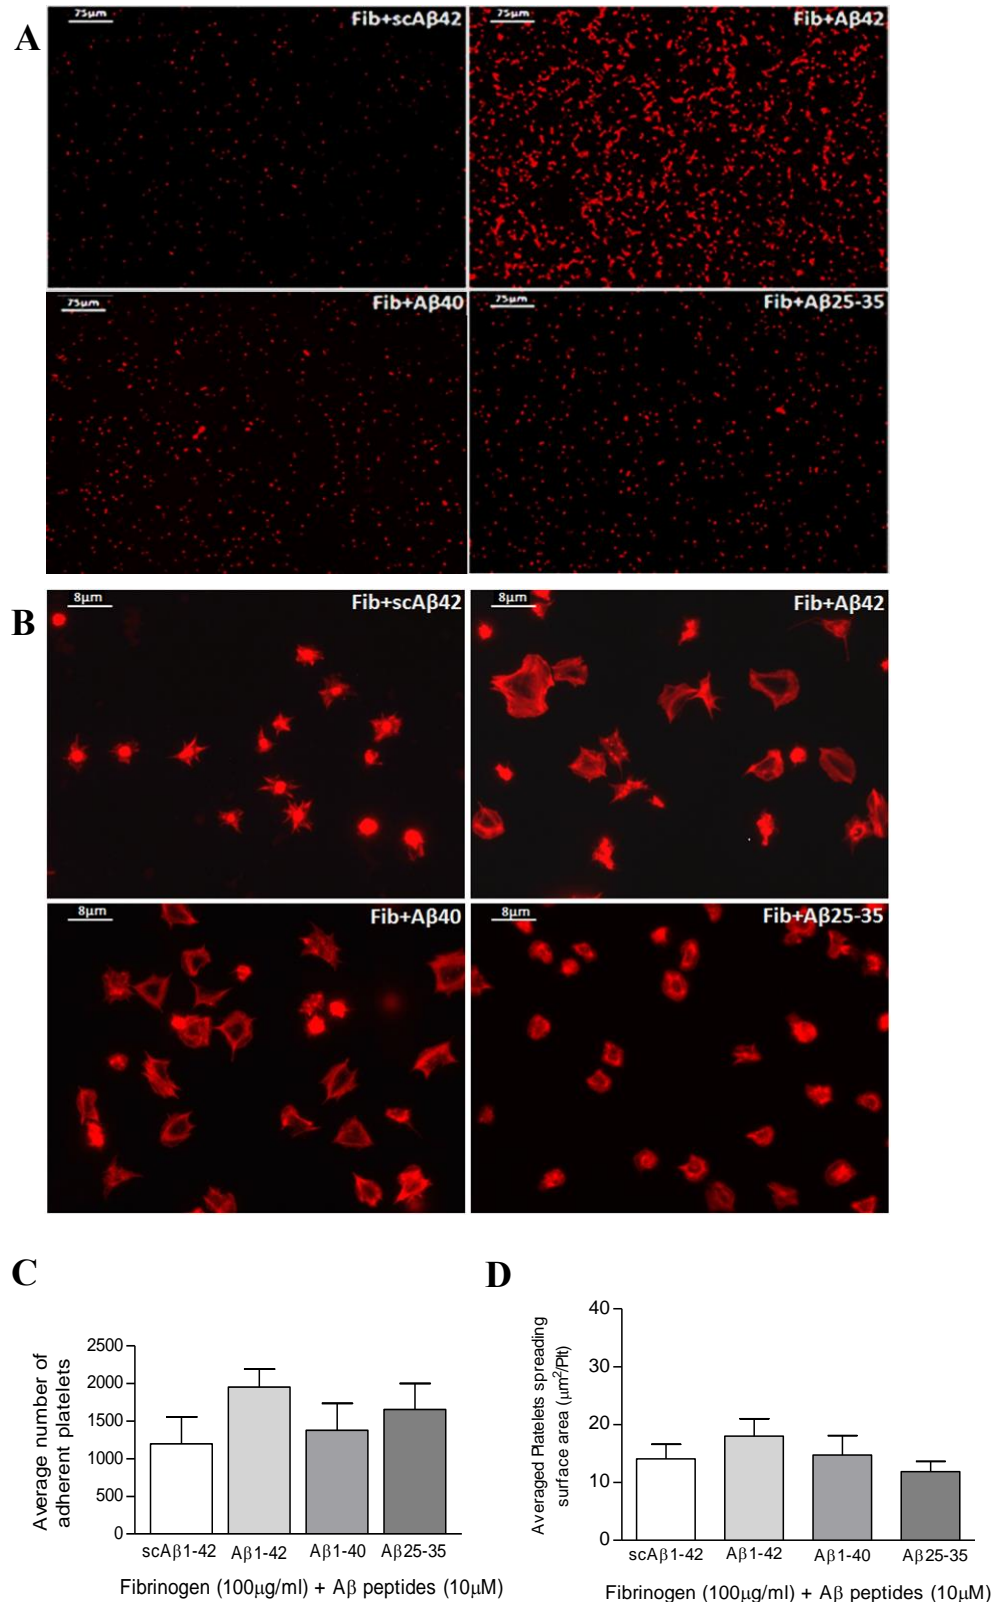 A
75µm
Fib+scAβ42
75µm
Fib+Aβ42
75µm
Fib+Aβ40
75µm
Fib+Aβ25-35
B
8µm
Fib+scAβ42
8µm
Fib+Aβ42
8µm
Fib+Aβ40
8µm
Fib+Aβ25-35
C
Average number of
adherent platelets
2500
2000
1500
1000
500
0
scAβ1-42
Aβ1-42
Aβ1-40
Aβ25-35
Fibrinogen (100µg/ml) + Aβ peptides (10µM)
D
Averaged Platelets spreading
surface area (µm²/Plt)
40
30
20
10
0
scAβ1-42
Aβ1-42
Aβ1-40
Aβ25-35
Fibrinogen (100µg/ml) + Aβ peptides (10µM)